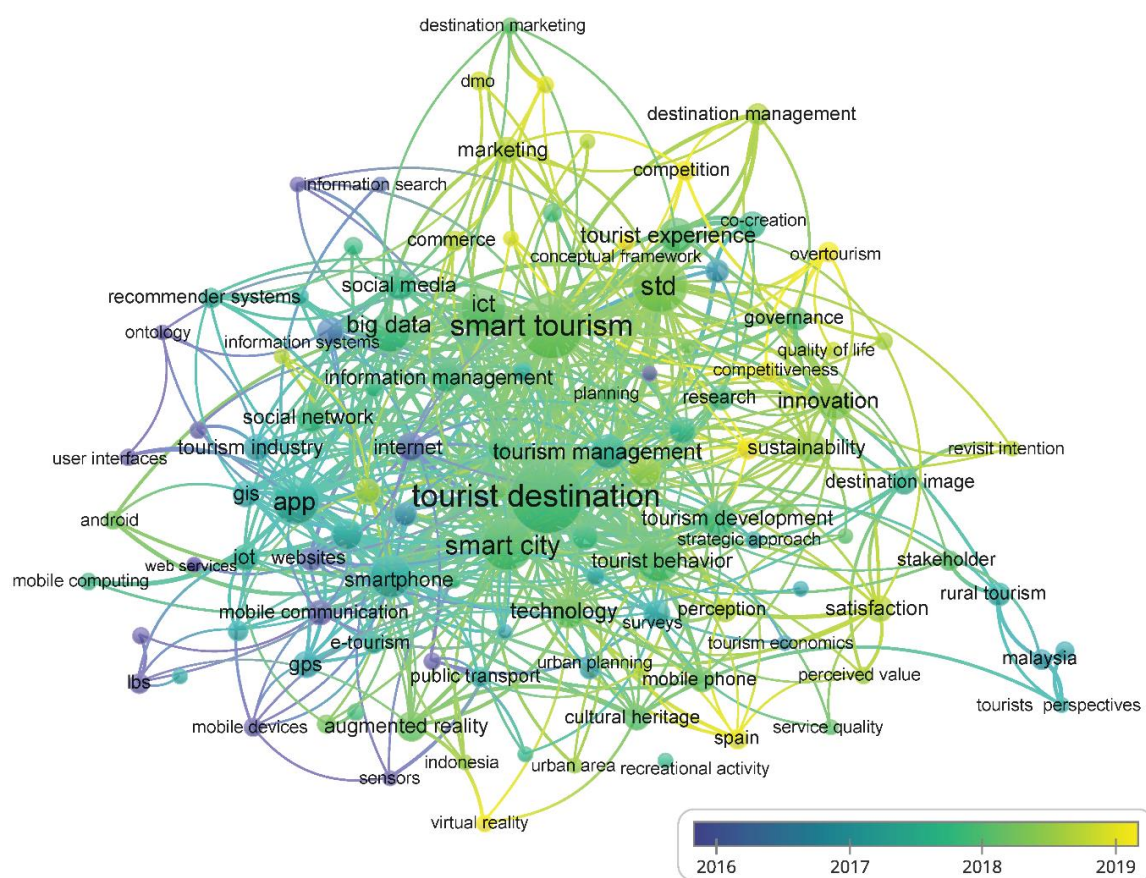 destination marketing
dmo
destination management
marketing
competition
information search
co-creation
tourist experience
commerce
conceptual framework
overtourism
social media
std
recommender systems
ict
smart tourism
governance
big data
ontology
information systems
quality of life
competitiveness
information management
planning
research
innovation
social network
tourism industry
internet
tourism management
sustainability
revisit intention
user interfaces
destination image
gis
app
tourist destination
android
tourism development
strategic approach
smart city
iot
websites
web services
tourist behavior
stakeholder
mobile computing
smartphone
rural tourism
mobile communication
technology
perception
satisfaction
surveys
e-tourism
tourism economics
gps
urban planning
malaysia
lbs
public transport
mobile phone
perceived value
tourists perspectives
mobile devices
augmented reality
cultural heritage
service quality
spain
indonesia
urban area
recreational activity
sensors
virtual reality
2016 2017 2018 2019